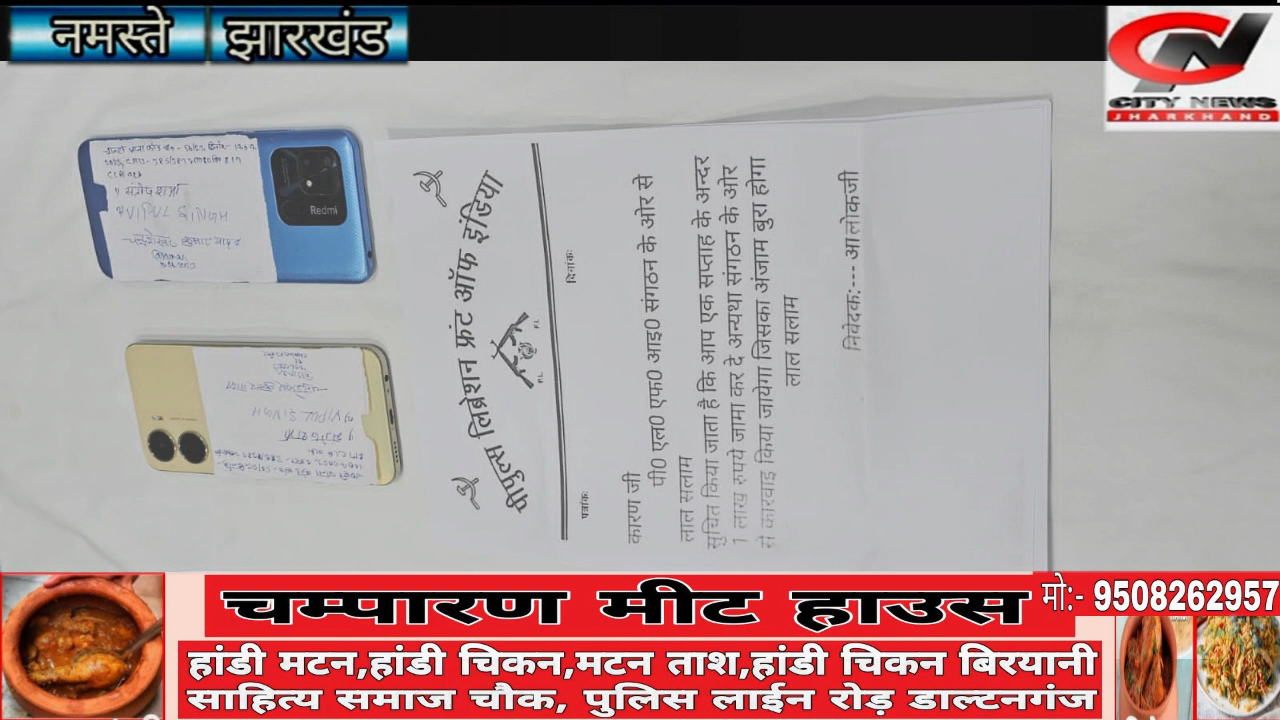 नमस्ते झारखंड
CITY NEWS
JHARKHAND
Redmi
VIPUL SINGH
VIPUL SINGH
पीपुल्स लिब्रेशन फ्रंट ऑफ इंडिया
P.L. F.I.
पत्रांकः दिनांकः
कारण जी
पी0 एल0 एफ0 आइ0 संगठन के ओर से
लाल सलाम
सुचित किया जाता है कि आप एक सप्ताह के अन्दर
1 लाख रुपये जामा कर दे अन्यथा संगठन के ओर
से कारवाइ किया जायेगा जिसका अंजाम बुरा होगा
लाल सलाम
निवेदक:--- आलोकजी
चम्पारण मीट हाउस
मो:- 9508262957
हांडी मटन,हांडी चिकन,मटन ताश,हांडी चिकन बिरयानी
साहित्य समाज चौक, पुलिस लाईन रोड़ डाल्टनगंज